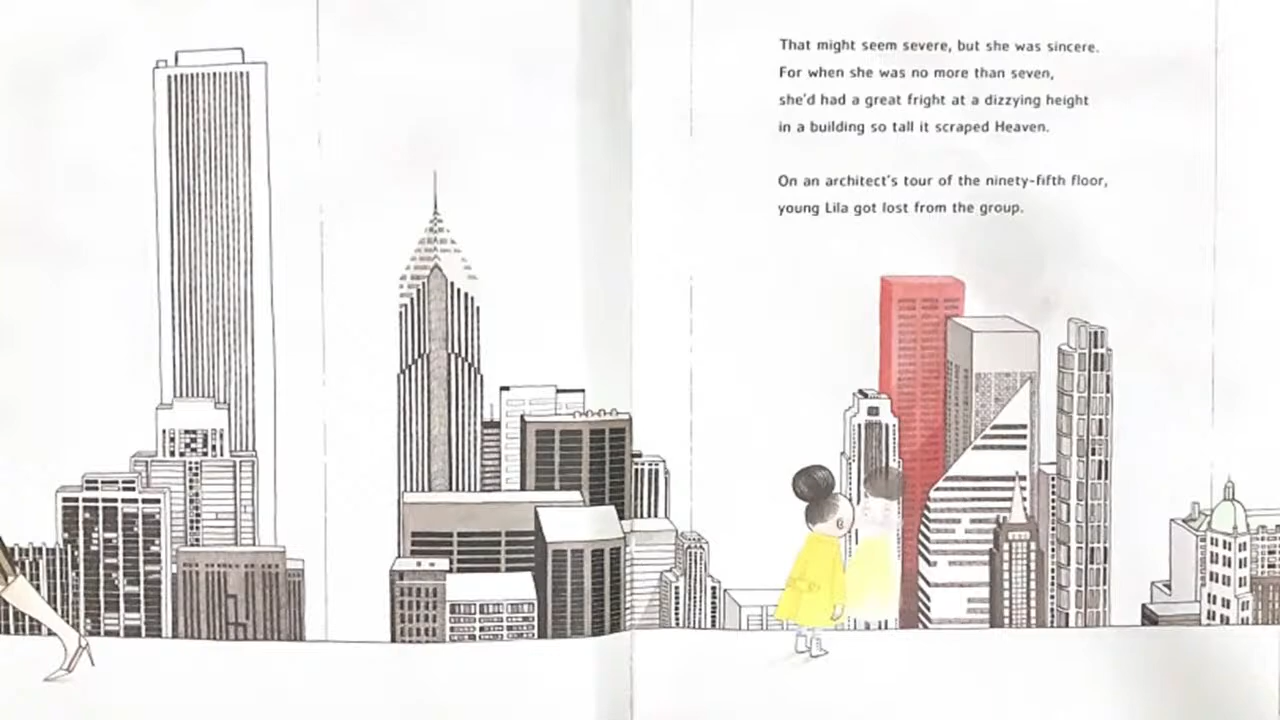 That might seem severe, but she was sincere.
For when she was no more than seven,
she'd had a great fright at a dizzying height
in a building so tall it scraped Heaven.
On an architect's tour of the ninety-fifth floor,
young Lila got lost from the group.